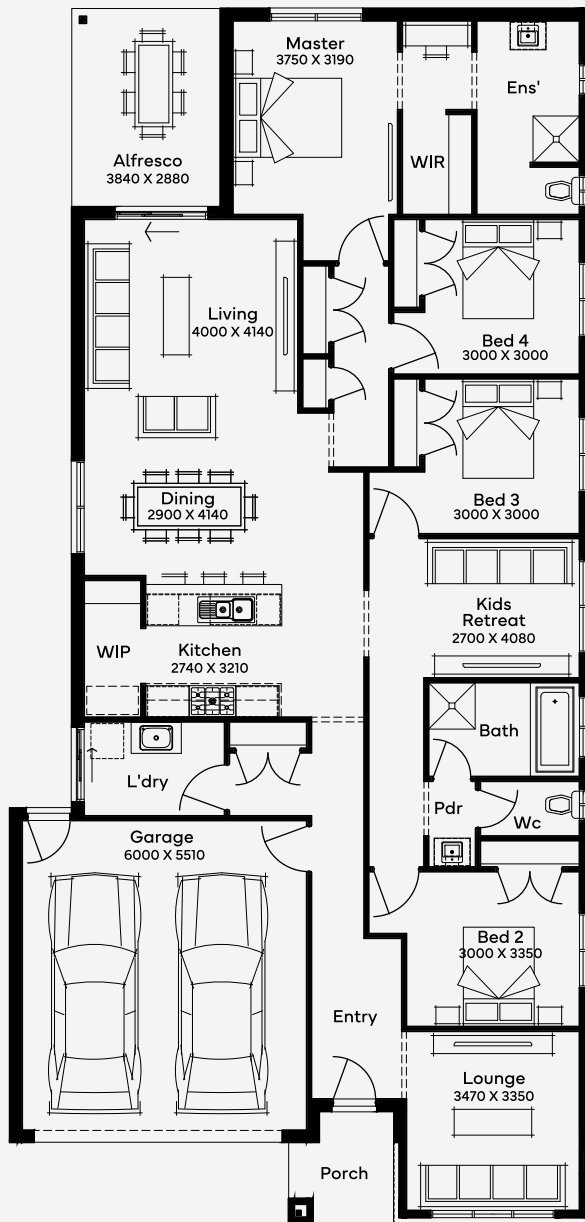 Master
3750 X 3190
Ens'
WIR
Alfresco
3840 X 2880
Living
4000 X 4140
Bed 4
3000 X 3000
Dining
2900 X 4140
Bed 3
3000 X 3000
Kids
Retreat
2700 X 4080
WIP
Kitchen
2740 X 3210
Bath
L'dry
Pdr
Wc
Garage
6000 X 5510
Bed 2
3000 X 3350
Entry
Lounge
3470 X 3350
Porch